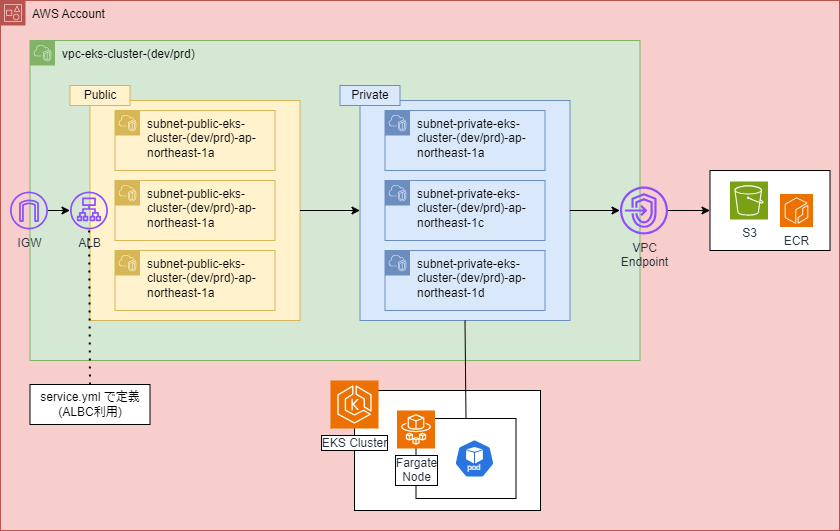 AWS Account
vpc-eks-cluster-(dev/prd)
Public
subnet-public-eks-
cluster-(dev/prd)-ap-
northeast-1a
subnet-public-eks-
cluster-(dev/prd)-ap-
northeast-1a
subnet-public-eks-
cluster-(dev/prd)-ap-
northeast-1a
Private
subnet-private-eks-
cluster-(dev/prd)-ap-
northeast-1a
subnet-private-eks-
cluster-(dev/prd)-ap-
northeast-1c
subnet-private-eks-
cluster-(dev/prd)-ap-
northeast-1d
IGW
ALB
VPC
Endpoint
S3
ECR
service.yml で定義
(ALBC利用)
EKS Cluster
Fargate
Node
pod